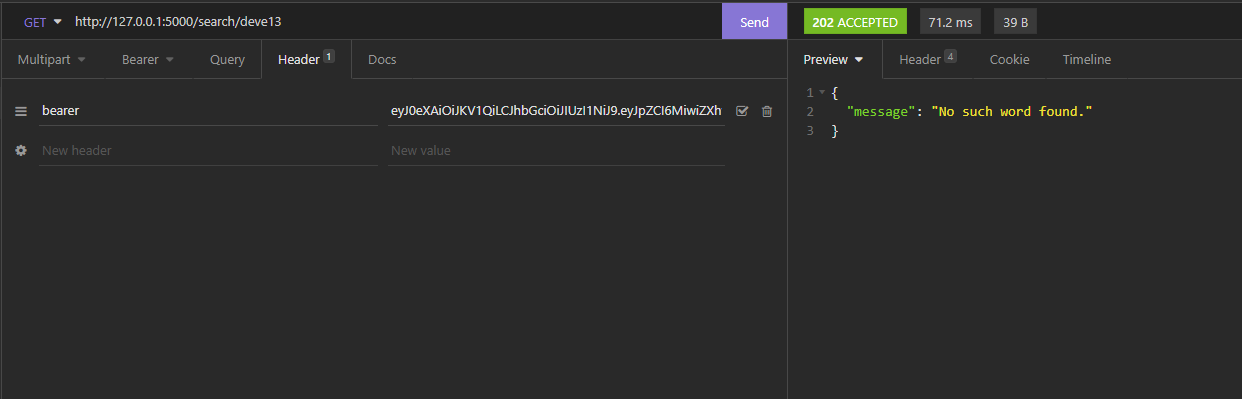 GET http://127.0.0.1:5000/search/deve13 Send 202 ACCEPTED 71.2 ms 39 B
Multipart Bearer Query Header 1 Docs Preview Header 4 Cookie Timeline
bearer eyJ0eXAiOiJKV1QiLCJhbGciOiJIUzI1NiJ9.eyJpZCI6MiwiZXh
New header New value
1 {
2 "message": "No such word found."
3 }